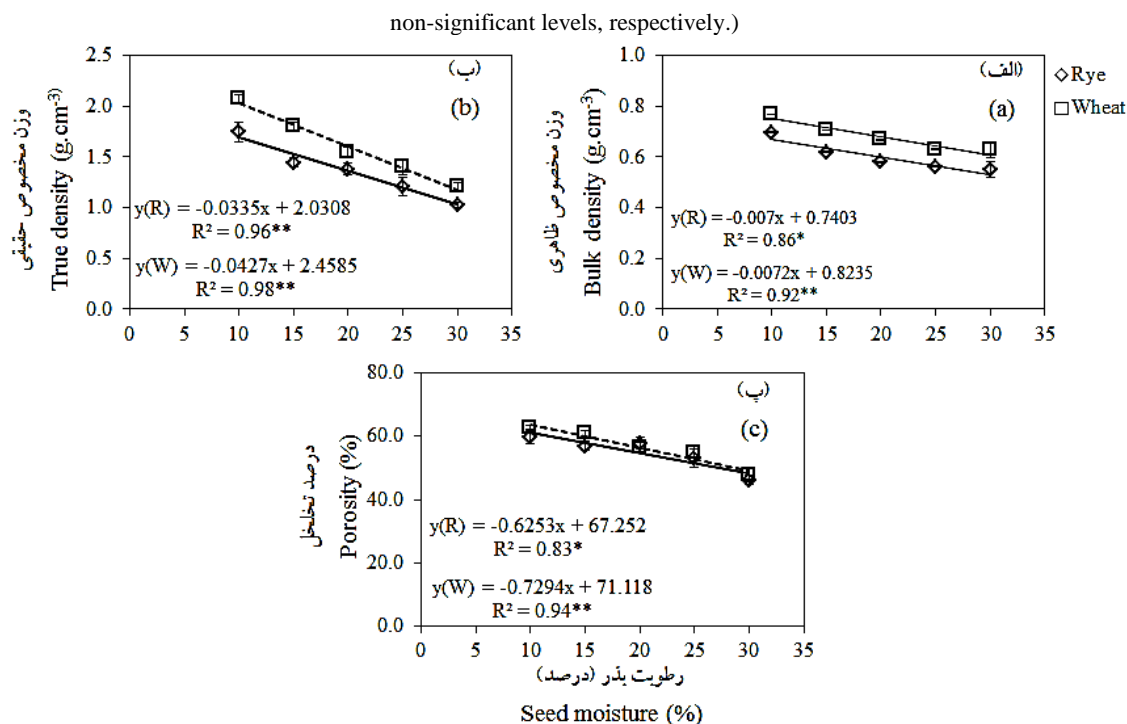 non-significant levels, respectively.)
وزن مخصوص حقیقی
True density (g.cm⁻³)
2.5
2.0
1.5
1.0
0.5
0.0
(ب)
(b)
y(R) = -0.0335x + 2.0308
R² = 0.96**
y(W) = -0.0427x + 2.4585
R² = 0.98**
0 5 10 15 20 25 30 35
وزن مخصوص ظاهری
Bulk density (g.cm⁻³)
1.0
0.8
0.6
0.4
0.2
0.0
(الف)
(a)
y(R) = -0.007x + 0.7403
R² = 0.86*
y(W) = -0.0072x + 0.8235
R² = 0.92**
0 5 10 15 20 25 30 35
Rye
Wheat
درصد تخلخل
Porosity (%)
80.0
60.0
40.0
20.0
0.0
(پ)
(c)
y(R) = -0.6253x + 67.252
R² = 0.83*
y(W) = -0.7294x + 71.118
R² = 0.94**
0 5 10 15 20 25 30 35
رطوبت بذر (درصد)
Seed moisture (%)